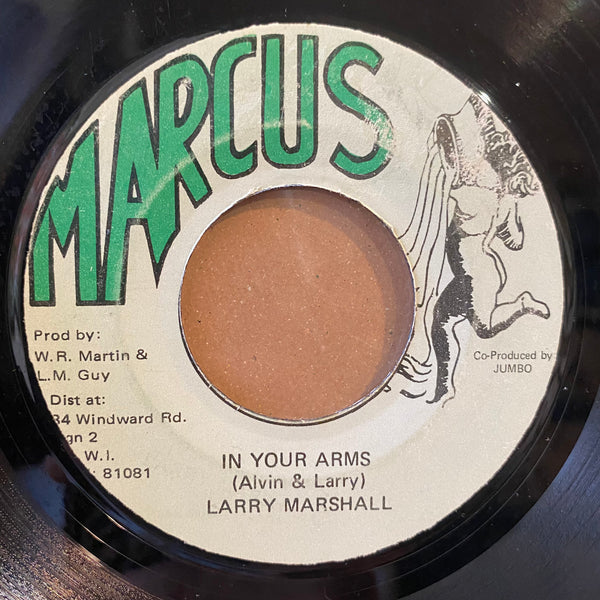 MARCUS
Prod by:
W.R. Martin &
L.M. Guy
Dist at:
34 Windward Rd.
gn 2
W.I.
: 81081
Co-Produced by
JUMBO
IN YOUR ARMS
(Alvin & Larry)
LARRY MARSHALL